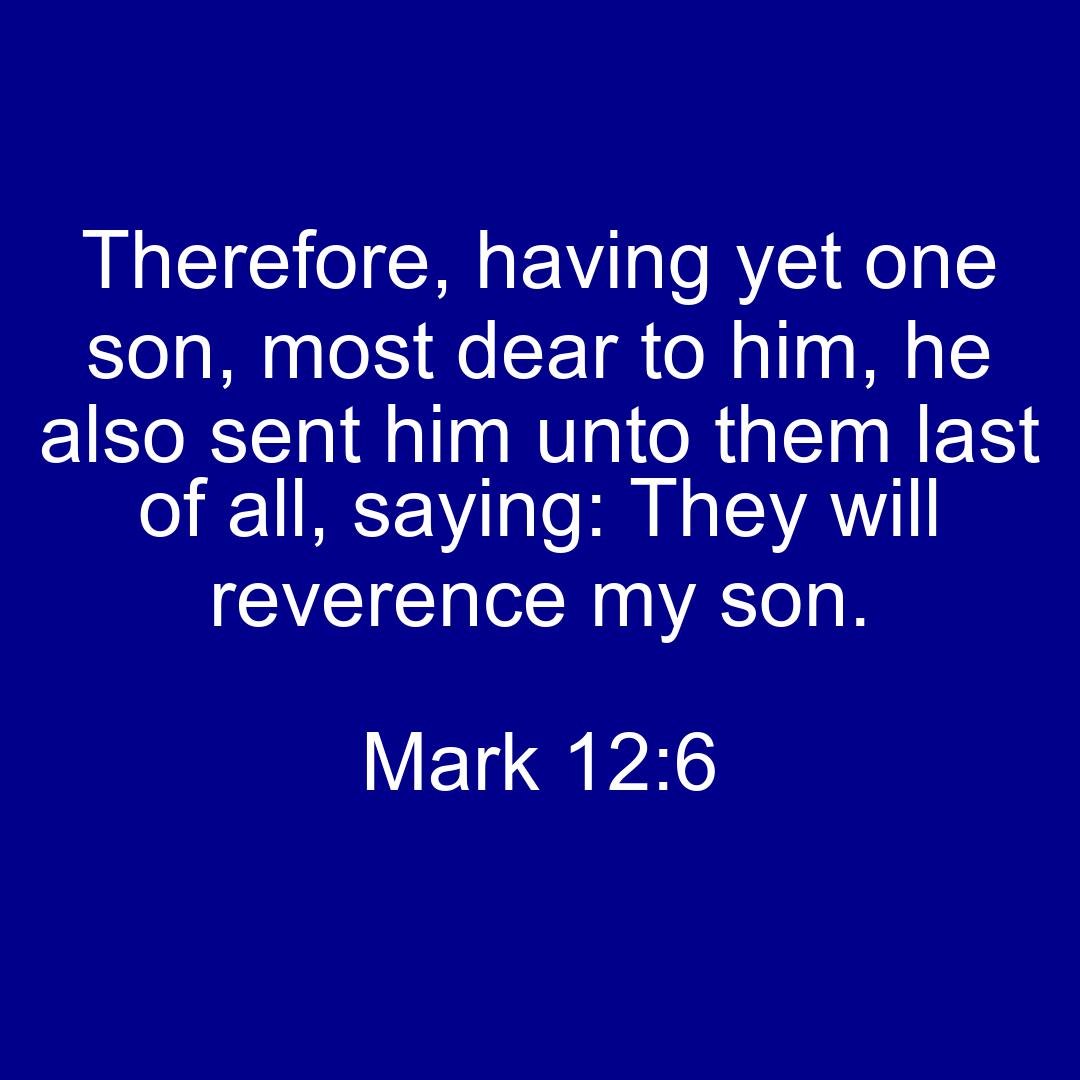 Therefore, having yet one
son, most dear to him, he
also sent him unto them last
of all, saying: They will
reverence my son.
Mark 12:6